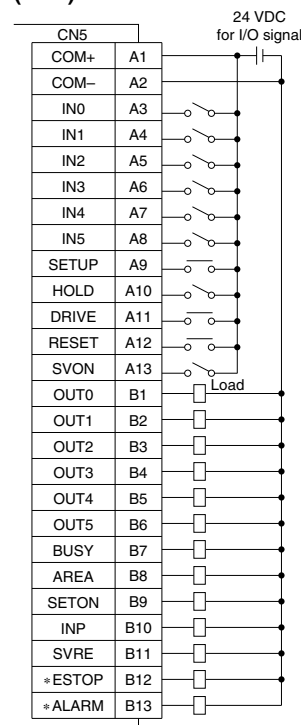 24 VDC
for I/O signal
CN5
COM+ A1
COM– A2
IN0 A3
IN1 A4
IN2 A5
IN3 A6
IN4 A7
IN5 A8
SETUP A9
HOLD A10
DRIVE A11
RESET A12
SVON A13
Load
OUT0 B1
OUT1 B2
OUT2 B3
OUT3 B4
OUT4 B5
OUT5 B6
BUSY B7
AREA B8
SETON B9
INP B10
SVRE B11
∗ESTOP B12
∗ALARM B13